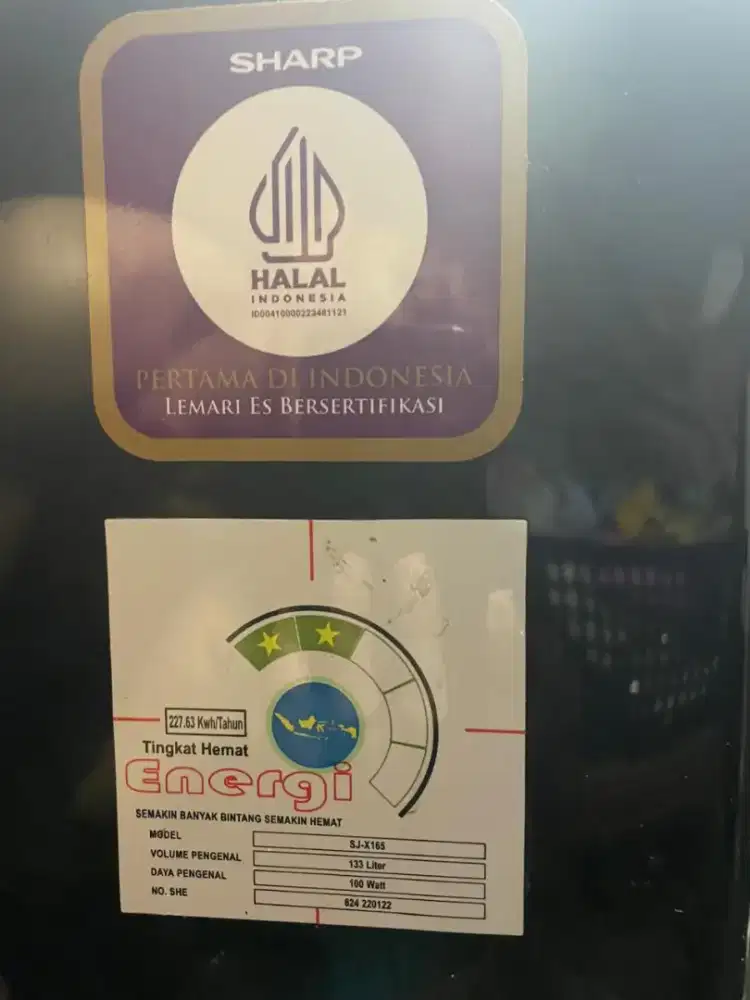 SHARP
HALAL
INDONESIA
ID00410000223481121
PERTAMA DI INDONESIA
LEMARI ES BERSERTIFIKASI
227.63 Kwh/Tahun
Tingkat Hemat
Energi
SEMAKIN BANYAK BINTANG SEMAKIN HEMAT
MODEL SJ-X165
VOLUME PENGENAL 133 Liter
DAYA PENGENAL 100 Watt
NO. SHE 824 220122